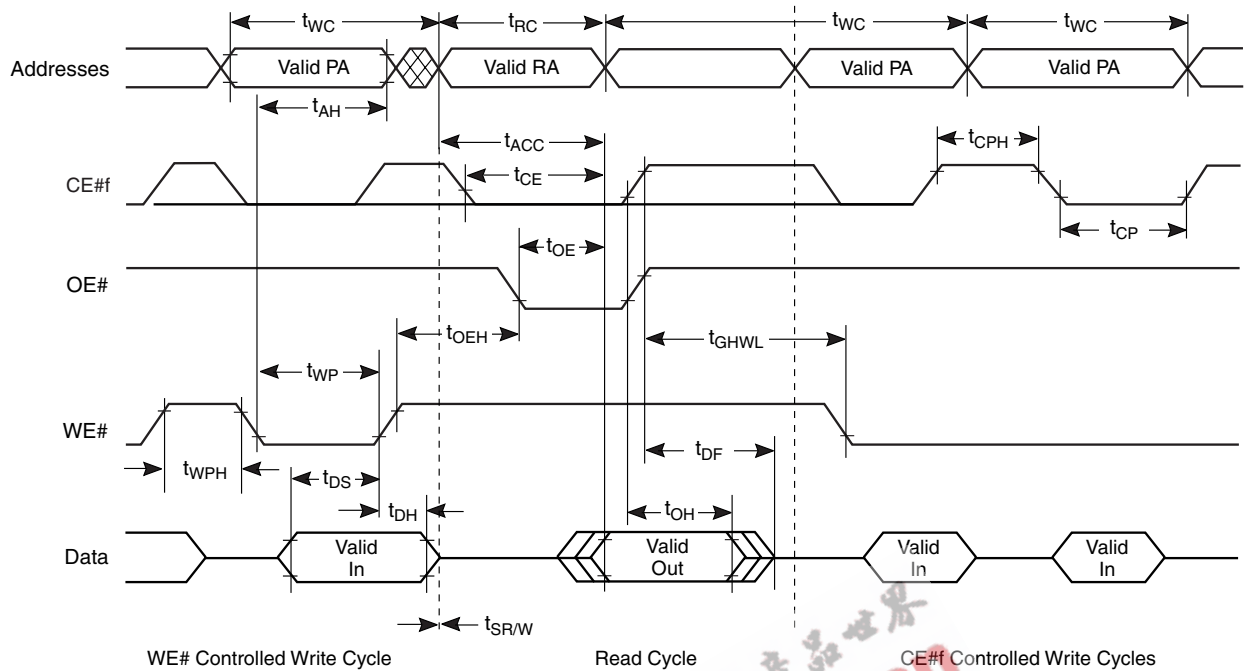 tWC tRC tWC tWC
Addresses Valid PA Valid RA Valid PA Valid PA
tAH
tACC tCPH
CE#f tCE
tCP
tOE
OE#
tOEH tGHWL
tWP
WE#
tWPH tDS tDF
tDH tOH
Data Valid In Valid Out Valid In Valid In
tSR/W
WE# Controlled Write Cycle Read Cycle CE#f Controlled Write Cycles